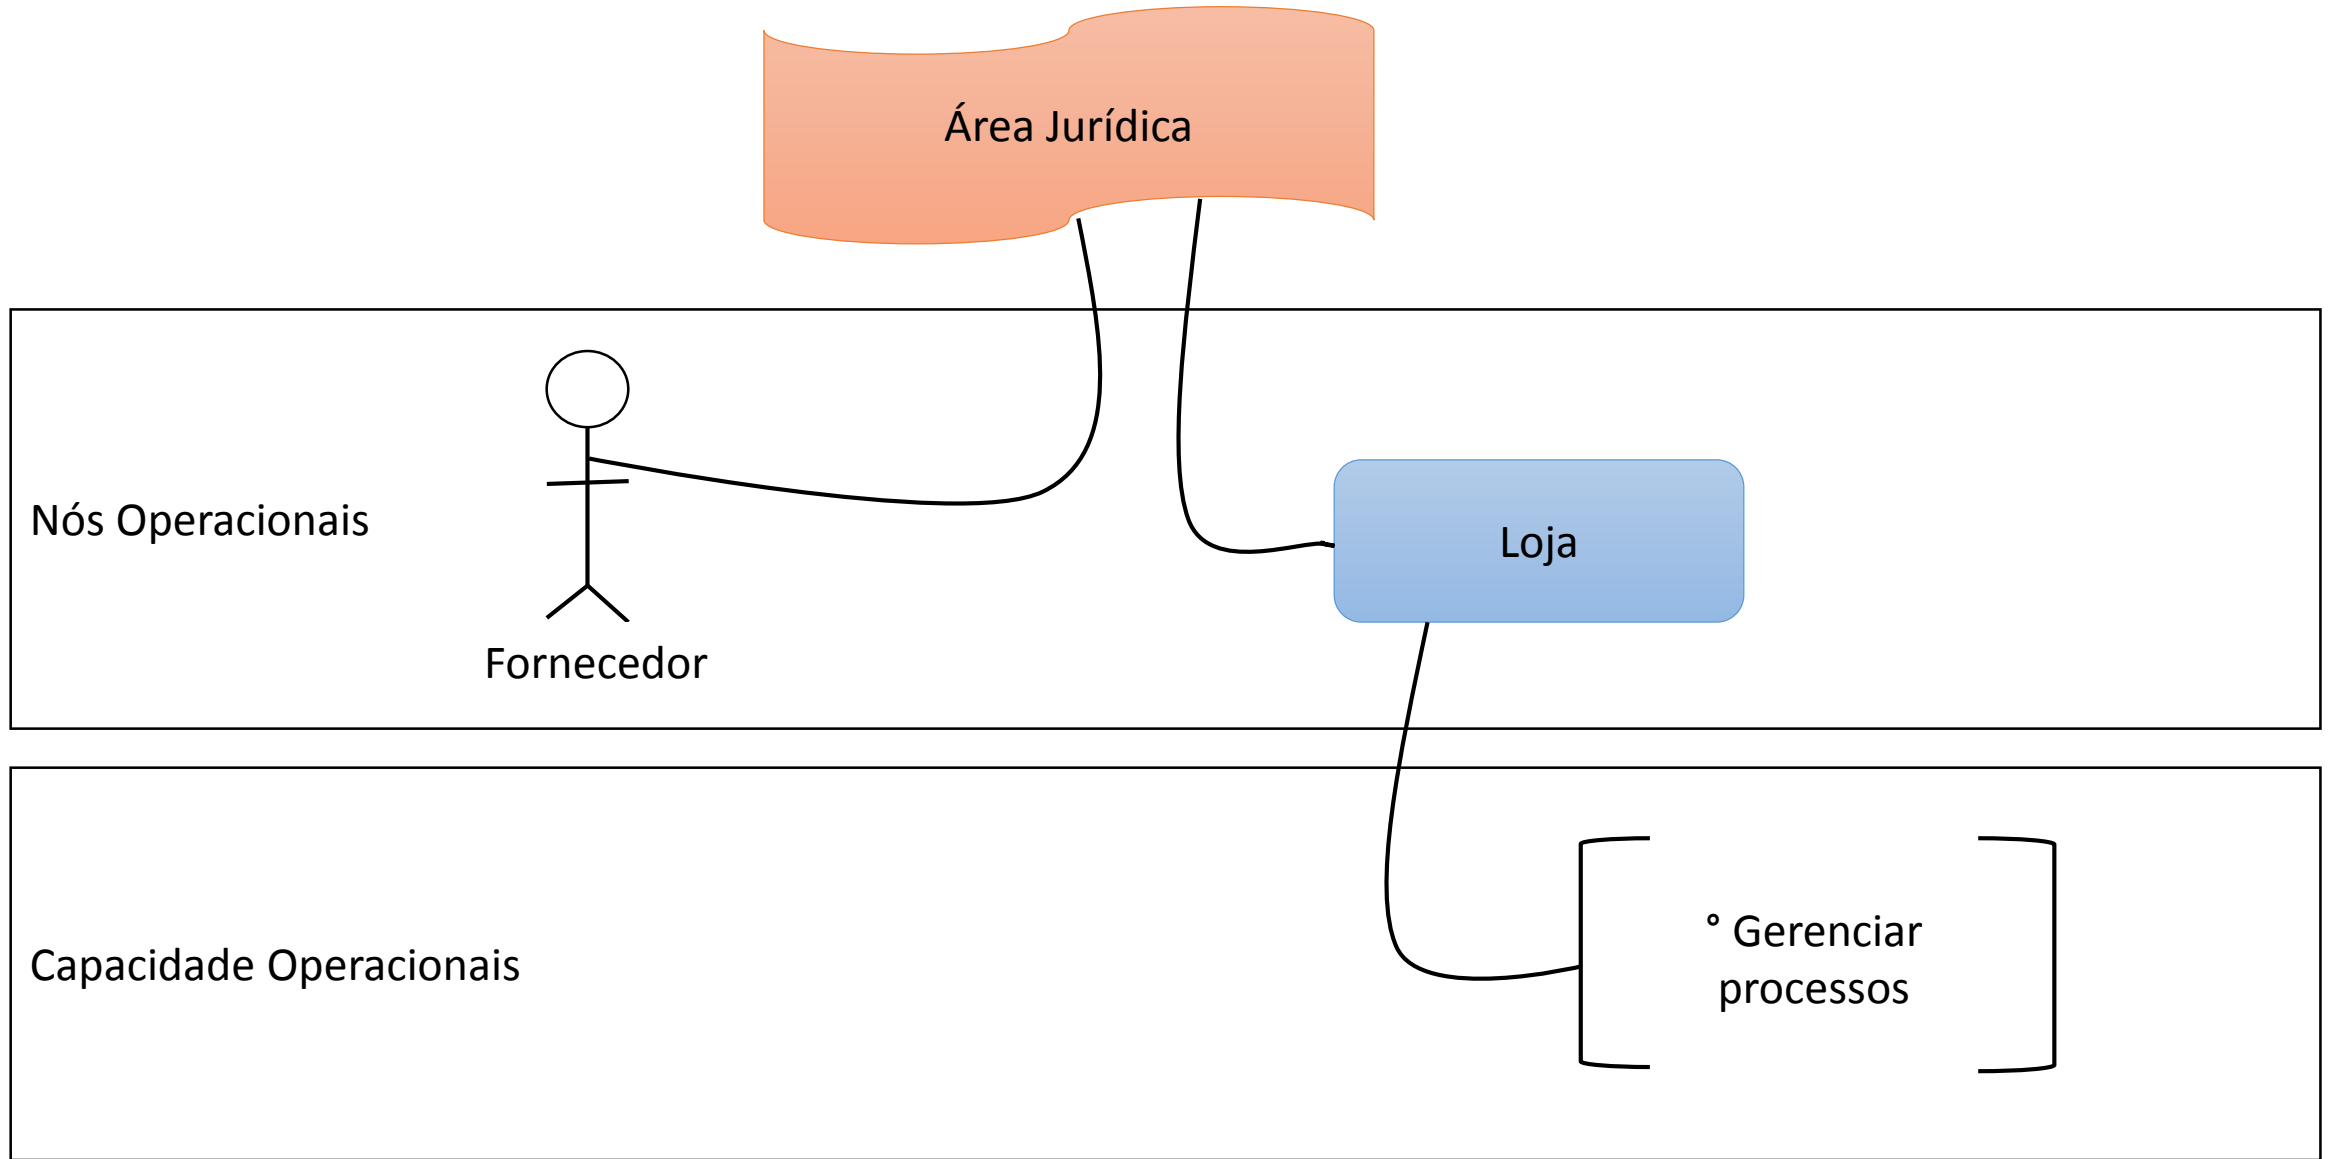 Área Jurídica
Nós Operacionais
Loja
Fornecedor
Capacidade Operacionais
° Gerenciar
processos